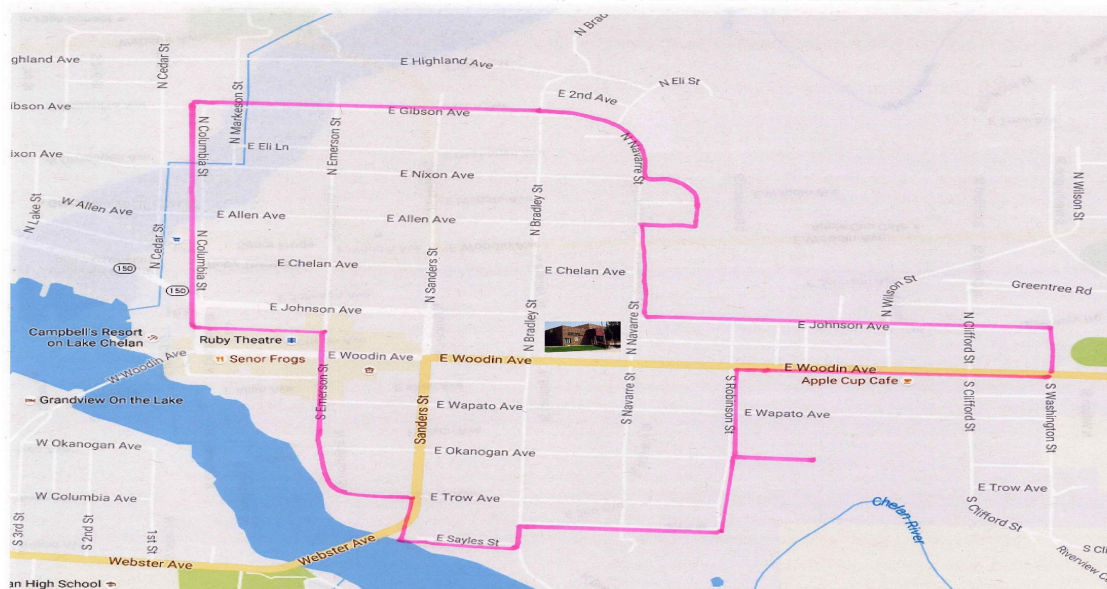 N Brad
ghland Ave
N Cedar St
N Markeson St
E Highland Ave
E 2nd Ave
N Eli St
ibson Ave
E Gibson Ave
N Columbia St
N Emerson St
N Navarre St
ixon Ave
E Eli Ln
E Nixon Ave
N Lake St
W Allen Ave
E Allen Ave
E Allen Ave
N Bradley St
N Wilson St
N Cedar St
N Columbia St
N Sanders St
150
E Chelan Ave
E Chelan Ave
150
Greentree Rd
N Wilson St
E Johnson Ave
N Bradley St
N Navarre St
E Johnson Ave
N Clifford St
Campbell's Resort
on Lake Chelan
Ruby Theatre
W Woodin Ave
Senor Frogs
E Woodin Ave
E Woodin Ave
E Woodin Ave
Apple Cup Cafe
Grandview On the Lake
S Emerson St
Sanders St
E Wapato Ave
S Navarre St
S Robinson St
E Wapato Ave
S Clifford St
S Washington St
W Okanogan Ave
E Okanogan Ave
W Columbia Ave
E Trow Ave
E Trow Ave
S 3rd St
S 2nd St
S 1st St
Chelan River
S Clifford St
E Sayles St
Webster Ave
Webster Ave
S Cli
Riverview C
an High School